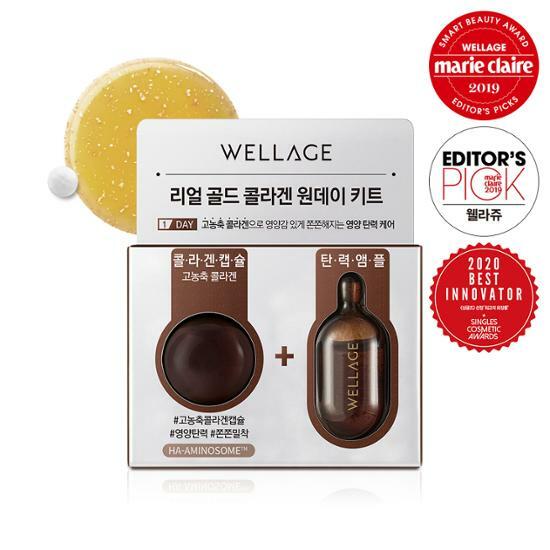 WELLAGE
리얼 골드 콜라겐 원데이 키트
1 DAY 고농축 콜라겐으로 영양감 있게 쫀쫀해지는 영양 탄력 케어
콜·라·겐·캡·슐
고농축 콜라겐
탄·력·앰·플
+
WELLAGE
#고농축콜라겐캡슐
#영양탄력 #쫀쫀밀착
HA-AMINOSOME™
SMART BEAUTY AWARD
WELLAGE
marie claire
2019
EDITOR'S PICKS
EDITOR'S
PICK
marie claire
2019
웰라쥬
2020
BEST
INNOVATOR
SINGLES
COSMETIC
AWARDS